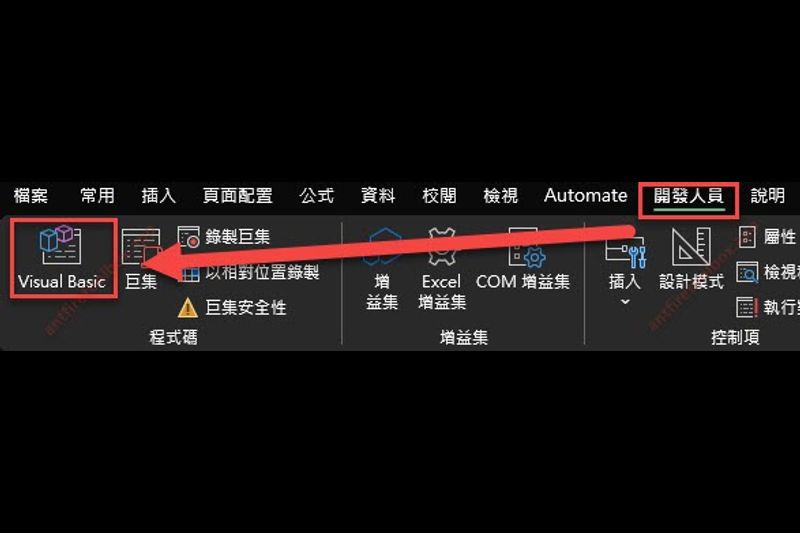 檔案 常用 插入 頁面配置 公式 資料 校閱 檢視 Automate 開發人員 說明
Visual Basic
巨集
錄製巨集
以相對位置錄製
巨集安全性
程式碼
增
益集
Excel
增益集
COM 增益集
增益集
插入
設計模式
屬性
檢視
執行
控制項